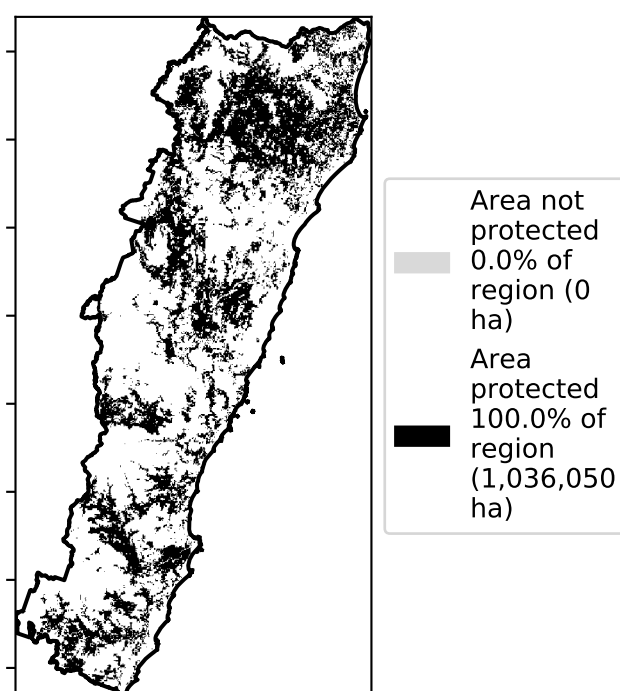 Area not
protected
0.0% of
region (0
ha)
Area
protected
100.0% of
region
(1,036,050
ha)